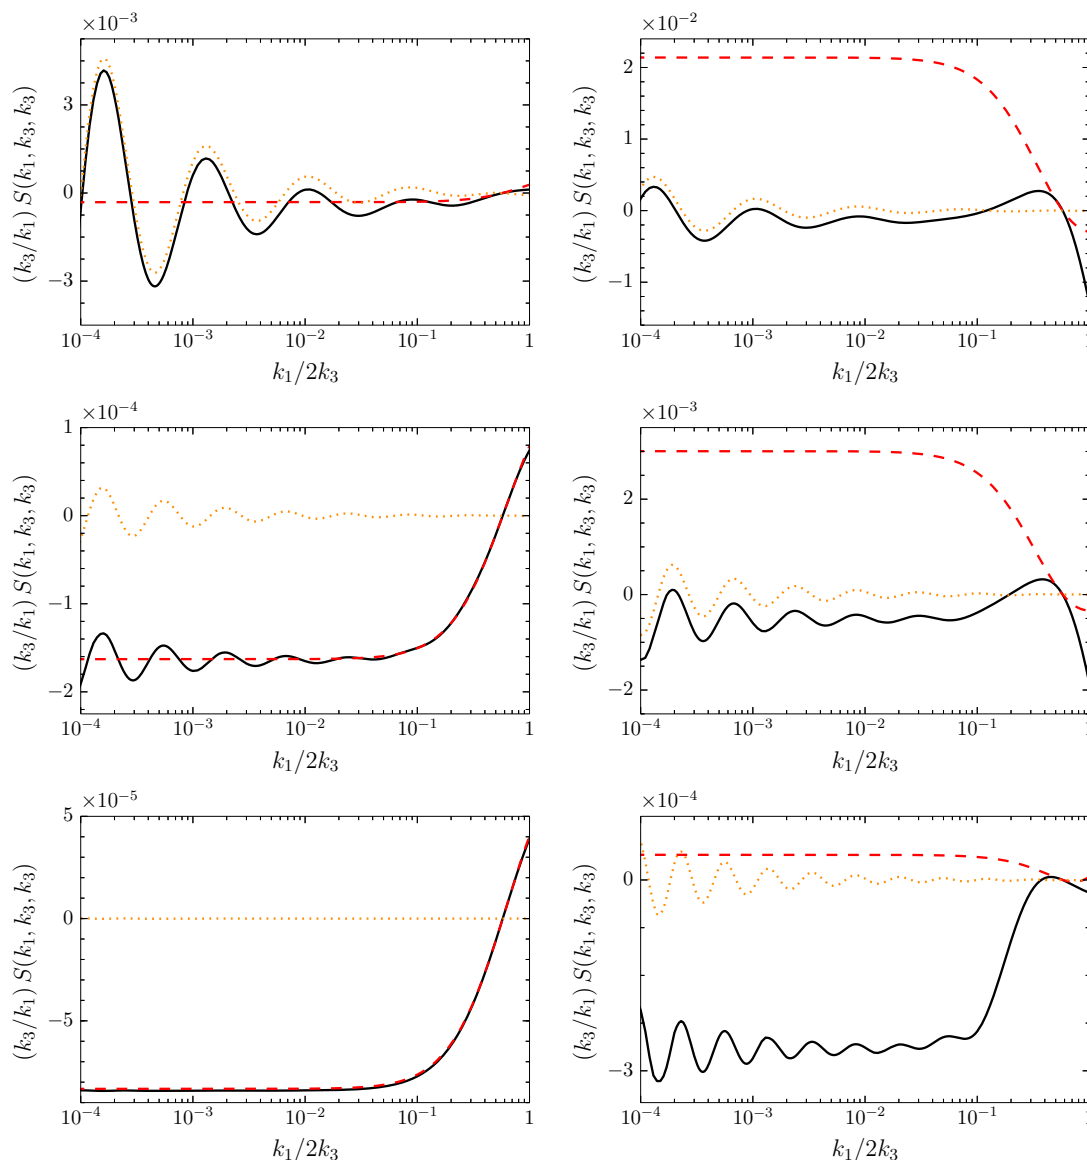 ×10⁻³
3
0
−3
(k₃/k₁) S(k₁, k₃, k₃)
10⁻⁴ 10⁻³ 10⁻² 10⁻¹ 1
k₁/2k₃
×10⁻²
2
1
0
−1
(k₃/k₁) S(k₁, k₃, k₃)
10⁻⁴ 10⁻³ 10⁻² 10⁻¹ 1
k₁/2k₃
×10⁻⁴
1
0
−1
−2
(k₃/k₁) S(k₁, k₃, k₃)
10⁻⁴ 10⁻³ 10⁻² 10⁻¹ 1
k₁/2k₃
×10⁻³
2
0
−2
(k₃/k₁) S(k₁, k₃, k₃)
10⁻⁴ 10⁻³ 10⁻² 10⁻¹ 1
k₁/2k₃
×10⁻⁵
5
0
−5
(k₃/k₁) S(k₁, k₃, k₃)
10⁻⁴ 10⁻³ 10⁻² 10⁻¹ 1
k₁/2k₃
×10⁻⁴
0
−3
(k₃/k₁) S(k₁, k₃, k₃)
10⁻⁴ 10⁻³ 10⁻² 10⁻¹ 1
k₁/2k₃